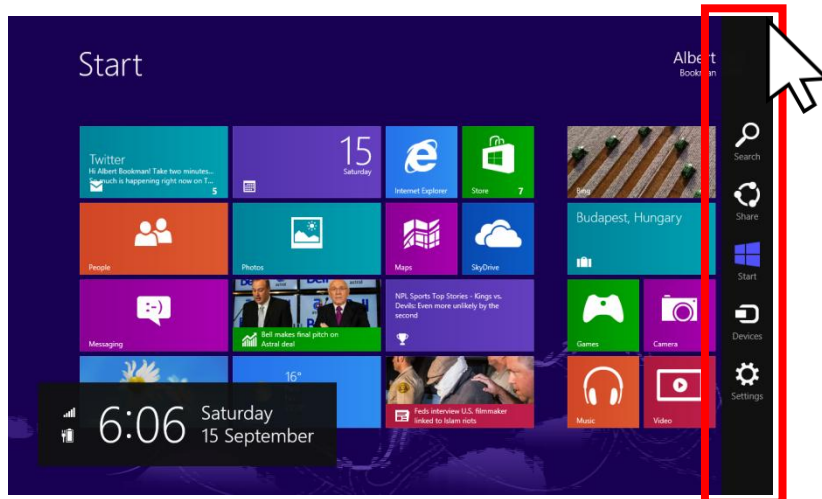 Start
Albert
Bookman
Twitter
Hi Albert Bookman! Take two minutes...
So much is happening right now on T...
5
15
Saturday
Internet Explorer
Store 7
Bing
People
Photos
Maps
SkyDrive
Budapest, Hungary
Messaging
Bell makes final pitch on
Astral deal
NPL Sports Top Stories - Kings vs.
Devils: Even more unlikely by the
second
Games
Camera
16°
Feds interview U.S. filmmaker
linked to Islam riots
Music
Video
6:06
Saturday
15 September
Search
Share
Start
Devices
Settings